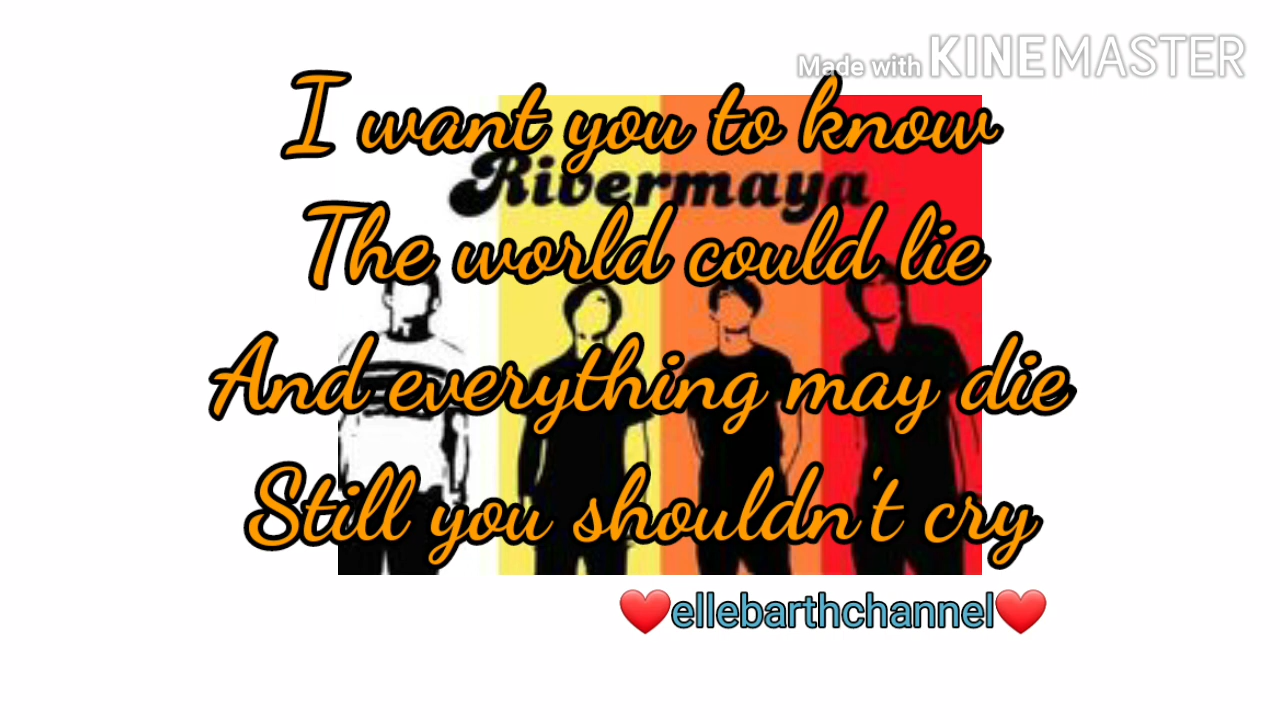 Made with KINEMASTER
I want you to know
Rivermaya
The world could lie
And everything may die
Still you shouldn't cry
❤️ellebarthchannel❤️